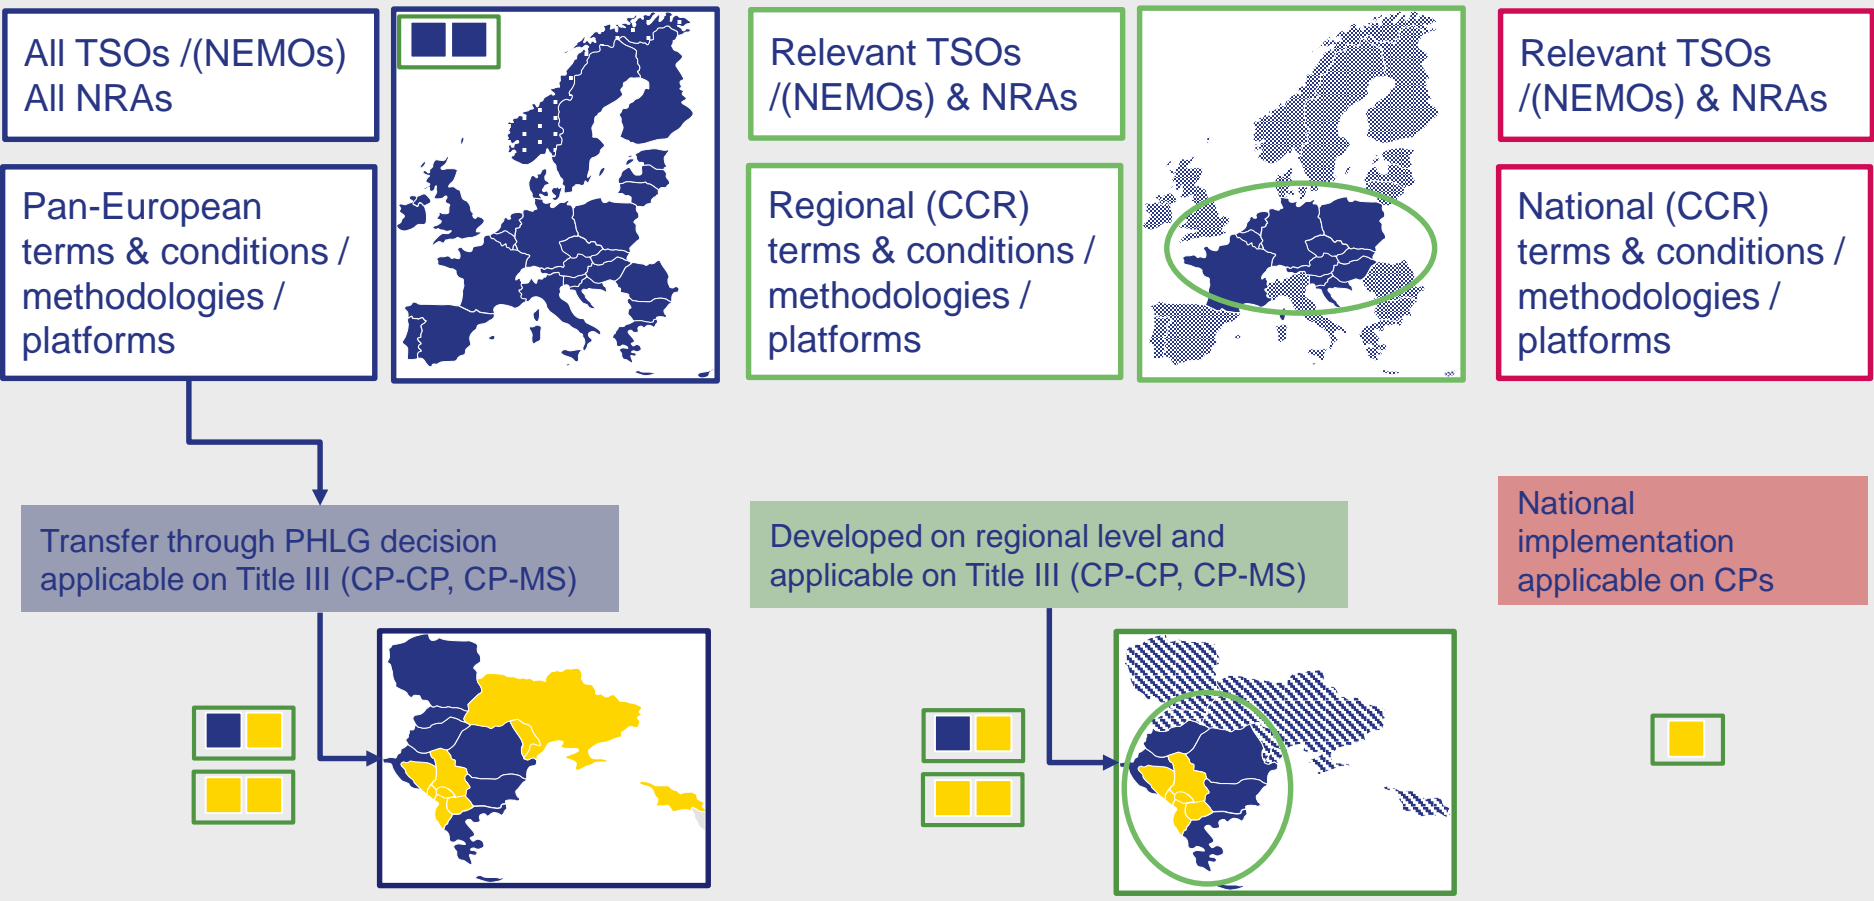 All TSOs /(NEMOs)
All NRAs
Relevant TSOs
/(NEMOs) & NRAs
Relevant TSOs
/(NEMOs) & NRAs
Pan-European
terms & conditions /
methodologies /
platforms
Regional (CCR)
terms & conditions /
methodologies /
platforms
National (CCR)
terms & conditions /
methodologies /
platforms
Transfer through PHLG decision
applicable on Title III (CP-CP, CP-MS)
Developed on regional level and
applicable on Title III (CP-CP, CP-MS)
National
implementation
applicable on CPs